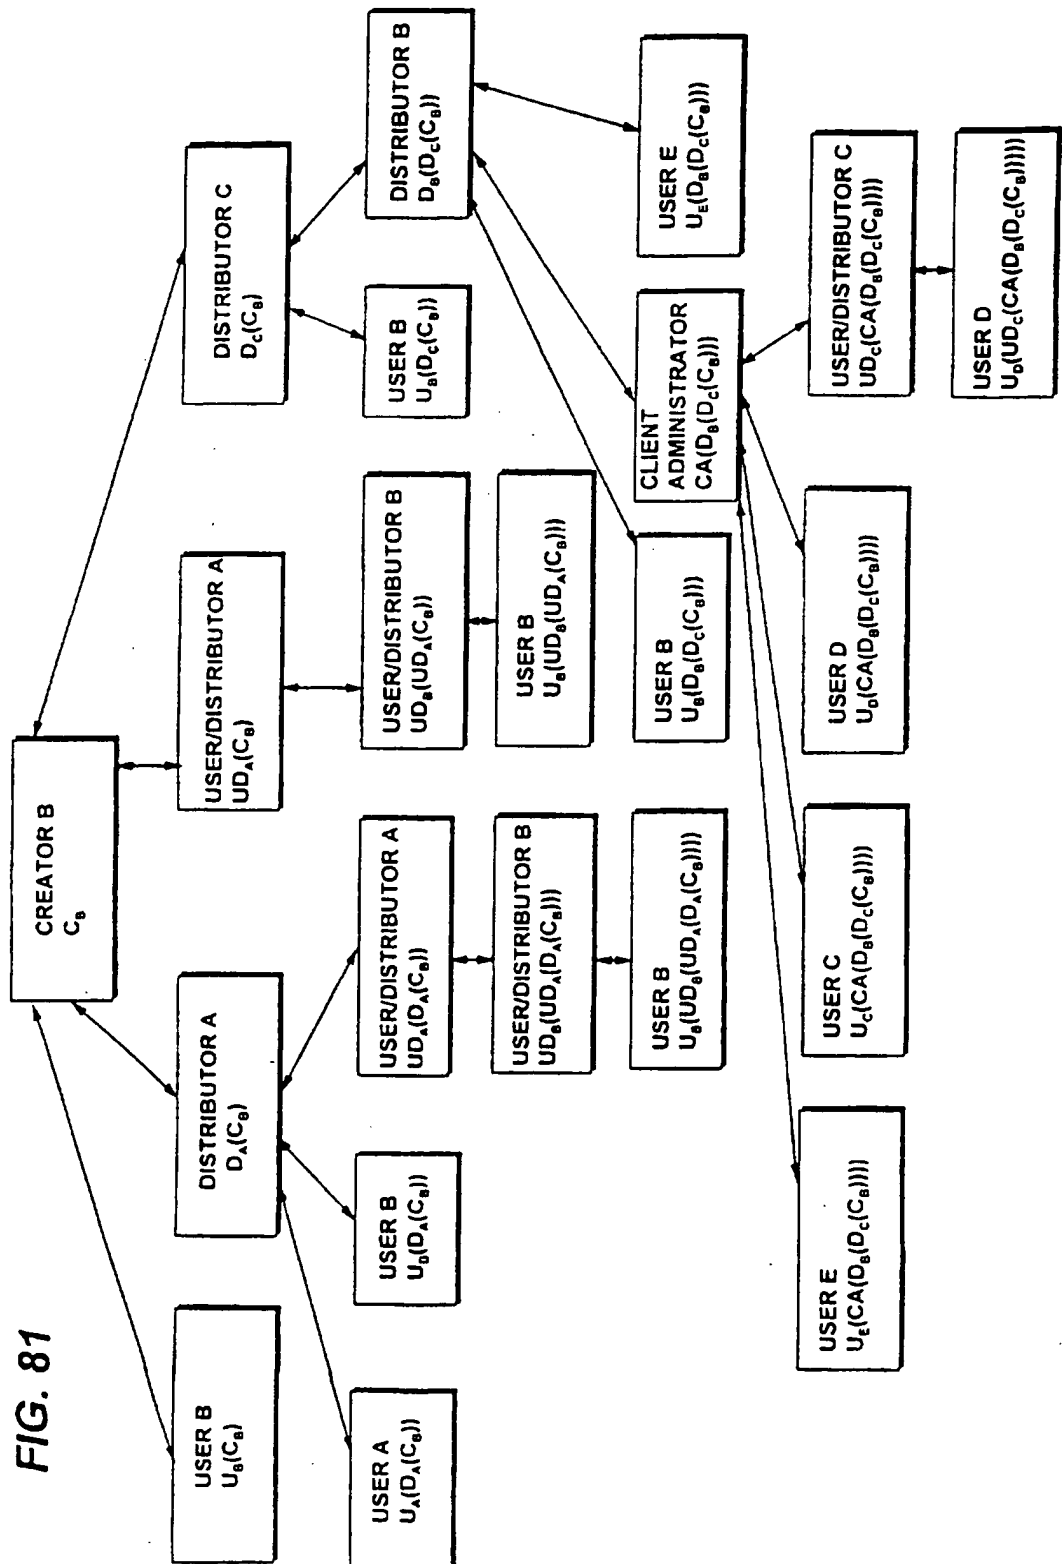 FIG. 81
CREATOR B
C_B
USER B
U_B(C_B)
DISTRIBUTOR A
D_A(C_B)
USER/DISTRIBUTOR A
UD_A(C_B)
DISTRIBUTOR C
D_C(C_B)
USER A
U_A(D_A(C_B))
USER B
U_D(D_A(C_B))
USER/DISTRIBUTOR A
UD_A(D_A(C_B))
USER/DISTRIBUTOR B
UD_B(UD_A(C_B))
USER B
U_B(D_C(C_B))
DISTRIBUTOR B
D_B(D_C(C_B))
USER/DISTRIBUTOR B
UD_B(UD_A(D_A(C_B)))
USER B
U_B(UD_B(UD_A(C_B)))
USER B
U_B(UD_B(UD_A(D_A(C_B))))
USER B
U_B(D_B(D_C(C_B)))
CLIENT
ADMINISTRATOR
CA(D_B(D_C(C_B)))
USER E
U_E(D_B(D_C(C_B)))
USER E
U_E(CA(D_B(D_C(C_B))))
USER C
U_C(CA(D_B(D_C(C_B))))
USER D
U_D(CA(D_B(D_C(C_B))))
USER/DISTRIBUTOR C
UD_C(CA(D_B(D_C(C_B))))
USER D
U_D(UD_C(CA(D_B(D_C(C_B)))))